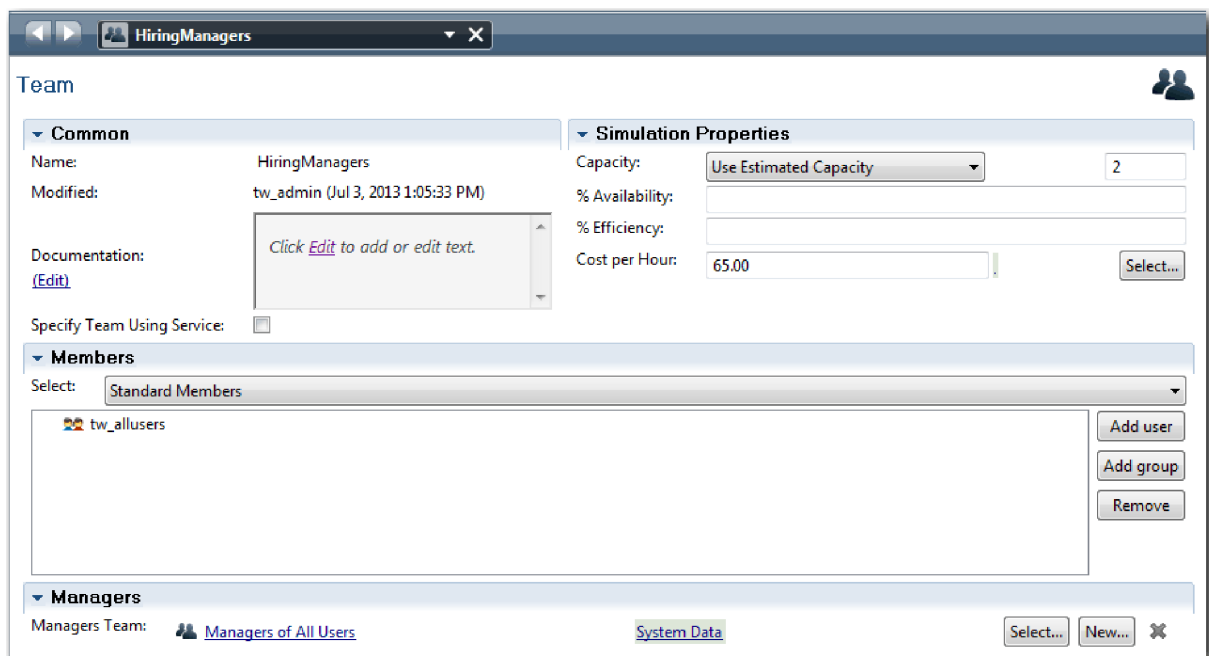 HiringManagers
Team
Common
Name: HiringManagers
Modified: tw_admin (Jul 3, 2013 1:05:33 PM)
Documentation:
(Edit)
Click Edit to add or edit text.
Specify Team Using Service:
Simulation Properties
Capacity: Use Estimated Capacity 2
% Availability:
% Efficiency:
Cost per Hour: 65.00 Select...
Members
Select: Standard Members
tw_allusers
Add user
Add group
Remove
Managers
Managers Team: Managers of All Users System Data Select... New...